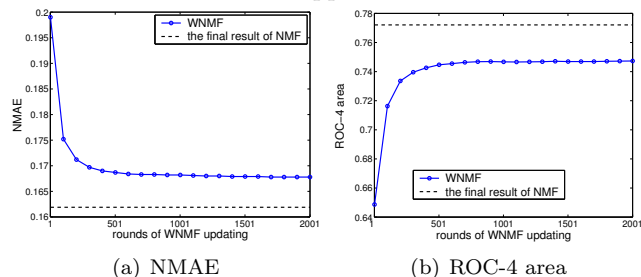 0.2
0.195
0.19
0.185
0.18
0.175
0.17
0.165
0.16
NMAE
WNMF
the final result of NMF
1 501 1001 1501 2001
rounds of WNMF updating
(a) NMAE
0.78
0.76
0.74
0.72
0.7
0.68
0.66
0.64
ROC-4 area
WNMF
the final result of NMF
1 501 1001 1501 2001
rounds of WNMF updating
(b) ROC-4 area